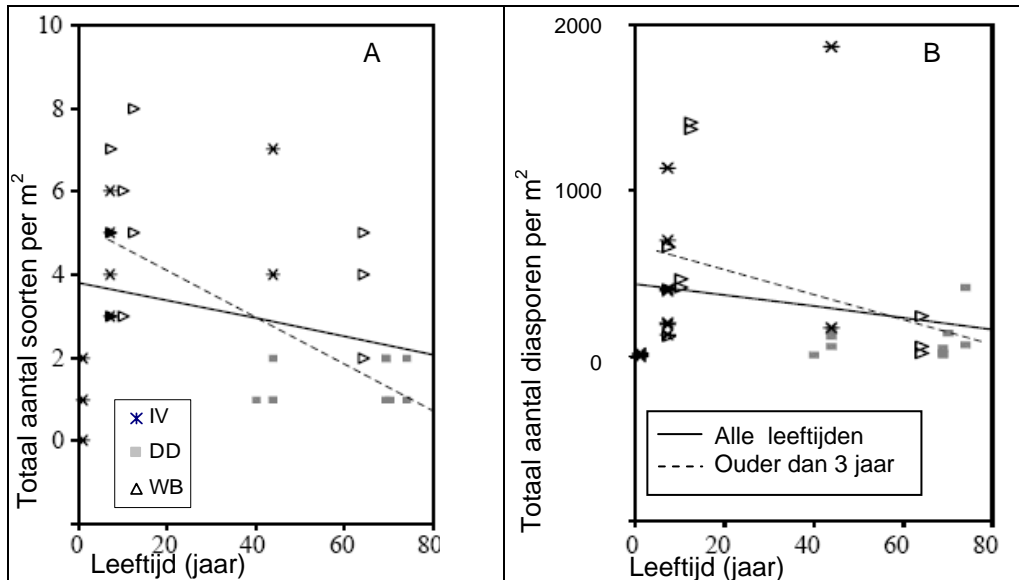 A
Totaal aantal soorten per m²
10
8
6
4
2
0
IV
DD
WB
0 20 40 60 80
Leeftijd (jaar)
B
Totaal aantal diasporen per m²
2000
1000
0
Alle leeftijden
Ouder dan 3 jaar
0 20 40 60 80
Leeftijd (jaar)